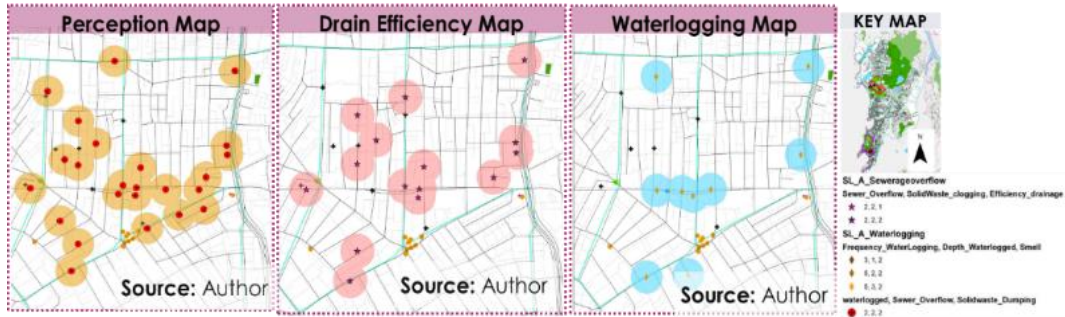 Perception Map
Source: Author
Drain Efficiency Map
Source: Author
Waterlogging Map
Source: Author
KEY MAP
N
SL_A_Sewerageoverflow
Sewer_Overflow, SolidWaste_clogging, Efficiency_drainage
2, 2, 1
2, 2, 2
SL_A_Waterlogging
Frequency_WaterLogging, Depth_Waterlogged, Smell
3, 1, 2
5, 2, 2
5, 3, 2
waterlogged, Sewer_Overflow, Solidwaste_Dumping
2, 2, 2